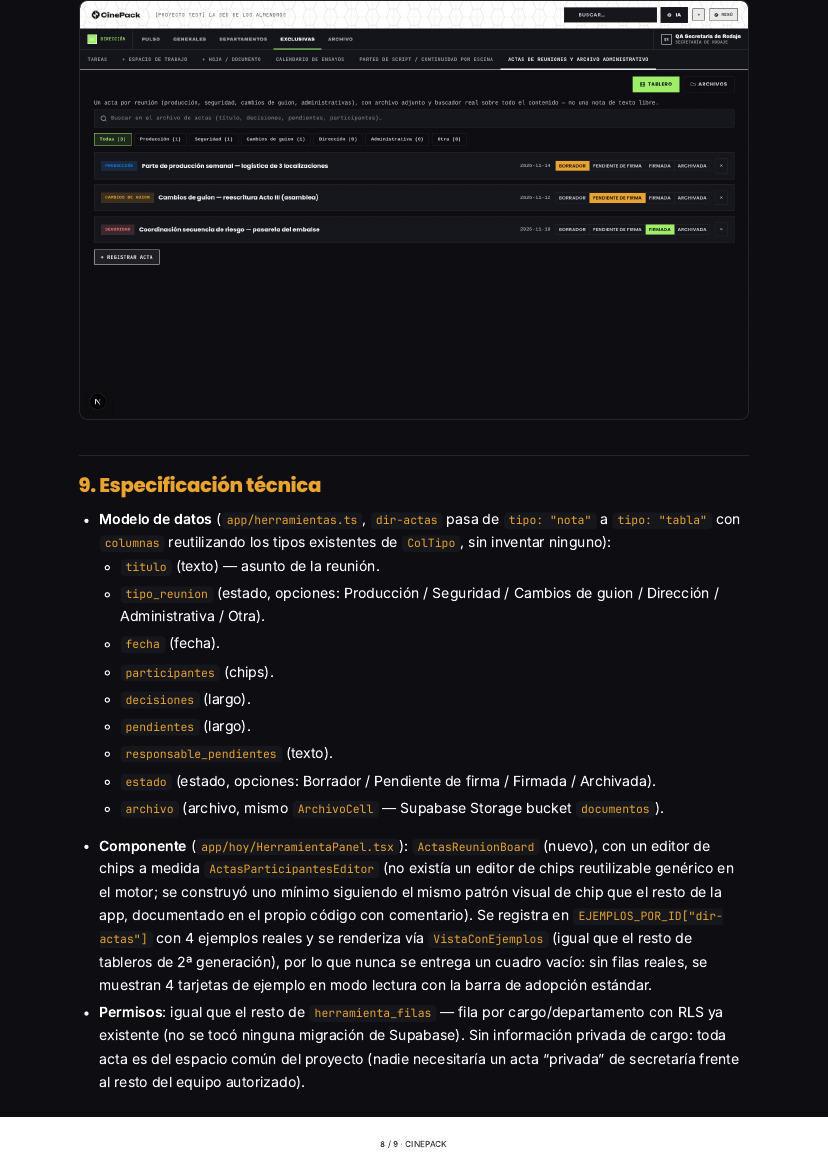 CinePack
[PROYECTO TEST] LA SED DE LOS ALMENDROS
BUSCAR…
IA
MENÚ
DIRECCIÓN
PULSO
GENERALES
DEPARTAMENTOS
EXCLUSIVAS
ARCHIVO
QA Secretaria de Rodaje
SECRETARIA DE RODAJE
TAREAS
+ ESPACIO DE TRABAJO
+ HOJA / DOCUMENTO
CALENDARIO DE ENSAYOS
PARTES DE SCRIPT / CONTINUIDAD POR ESCENA
ACTAS DE REUNIONES Y ARCHIVO ADMINISTRATIVO
TABLERO
ARCHIVOS
Un acta por reunión (producción, seguridad, cambios de guion, administrativas), con archivo adjunto y buscador real sobre todo el contenido — no una nota de texto libre.
Buscar en el archivo de actas (título, decisiones, pendientes, participantes)…
Todas (3) Producción (1) Seguridad (1) Cambios de guion (1) Dirección (0) Administrativa (0) Otra (0)
PRODUCCIÓN Parte de producción semanal — logística de 3 localizaciones 2026-11-14 BORRADOR PENDIENTE DE FIRMA FIRMADA ARCHIVADA
CAMBIOS DE GUION Cambios de guion — reescritura Acto III (asamblea) 2026-11-12 BORRADOR PENDIENTE DE FIRMA FIRMADA ARCHIVADA
SEGURIDAD Coordinación secuencia de riesgo — pasarela del embalse 2026-11-10 BORRADOR PENDIENTE DE FIRMA FIRMADA ARCHIVADA
+ REGISTRAR ACTA
N
9. Especificación técnica
• Modelo de datos ( app/herramientas.ts , dir-actas pasa de tipo: "nota" a tipo: "tabla" con
columnas reutilizando los tipos existentes de ColTipo , sin inventar ninguno):
titulo (texto) — asunto de la reunión.
tipo_reunion (estado, opciones: Producción / Seguridad / Cambios de guion / Dirección /
Administrativa / Otra).
fecha (fecha).
participantes (chips).
decisiones (largo).
pendientes (largo).
responsable_pendientes (texto).
estado (estado, opciones: Borrador / Pendiente de firma / Firmada / Archivada).
archivo (archivo, mismo ArchivoCell — Supabase Storage bucket documentos ).
• Componente ( app/hoy/HerramientaPanel.tsx ): ActasReunionBoard (nuevo), con un editor de
chips a medida ActasParticipantesEditor (no existía un editor de chips reutilizable genérico en
el motor; se construyó uno mínimo siguiendo el mismo patrón visual de chip que el resto de la
app, documentado en el propio código con comentario). Se registra en EJEMPLOS_POR_ID["dir-
actas"] con 4 ejemplos reales y se renderiza vía VistaConEjemplos (igual que el resto de
tableros de 2ª generación), por lo que nunca se entrega un cuadro vacío: sin filas reales, se
muestran 4 tarjetas de ejemplo en modo lectura con la barra de adopción estándar.
• Permisos: igual que el resto de herramienta_filas — fila por cargo/departamento con RLS ya
existente (no se tocó ninguna migración de Supabase). Sin información privada de cargo: toda
acta es del espacio común del proyecto (nadie necesitaría un acta “privada” de secretaría frente
al resto del equipo autorizado).
8 / 9 · CINEPACK